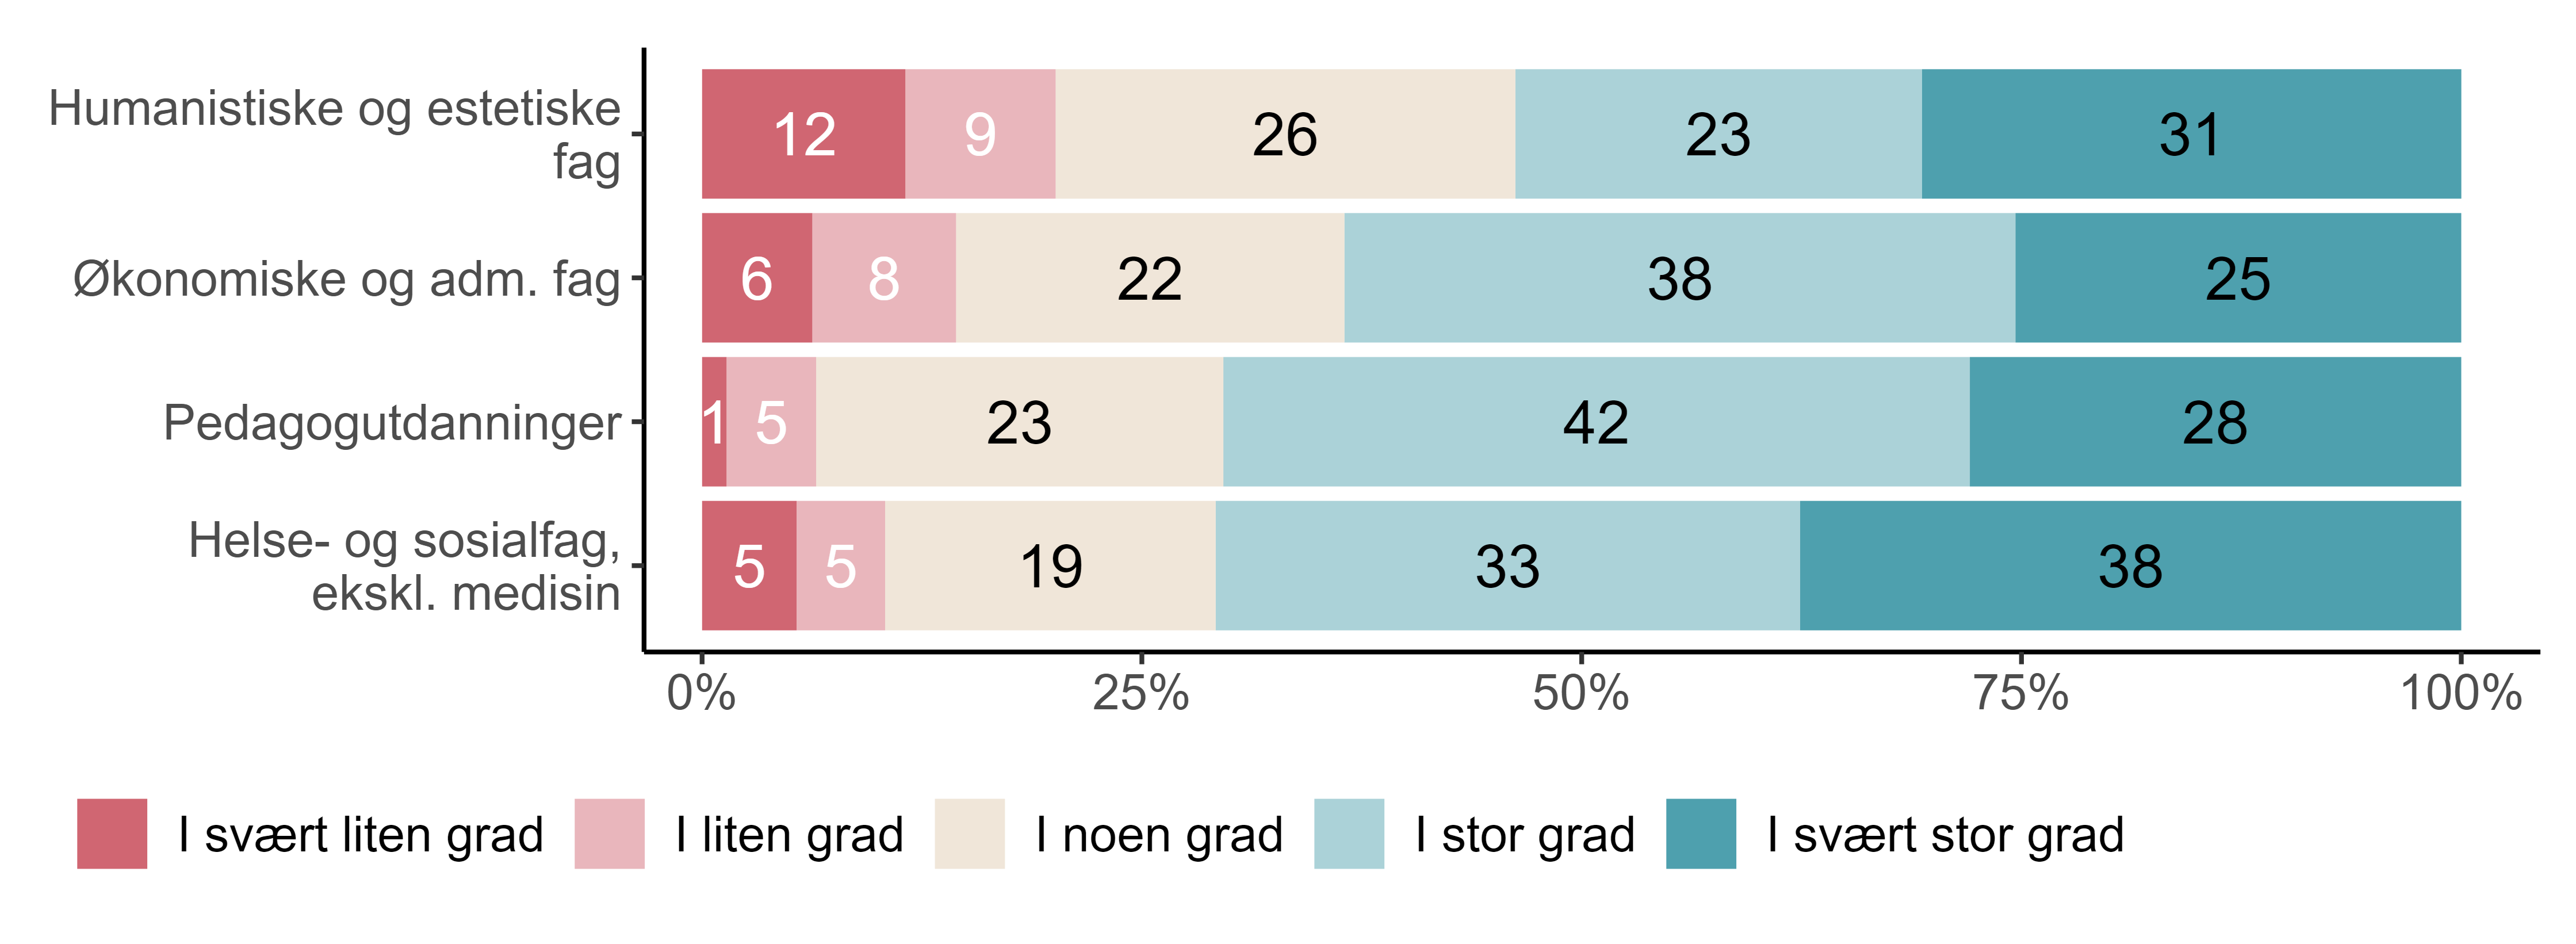 Humanistiske og estetiske
fag
12 9 26 23 31
Økonomiske og adm. fag
6 8 22 38 25
Pedagogutdanninger
1 5 23 42 28
Helse- og sosialfag,
ekskl. medisin
5 5 19 33 38
0% 25% 50% 75% 100%
I svært liten grad I liten grad I noen grad I stor grad I svært stor grad